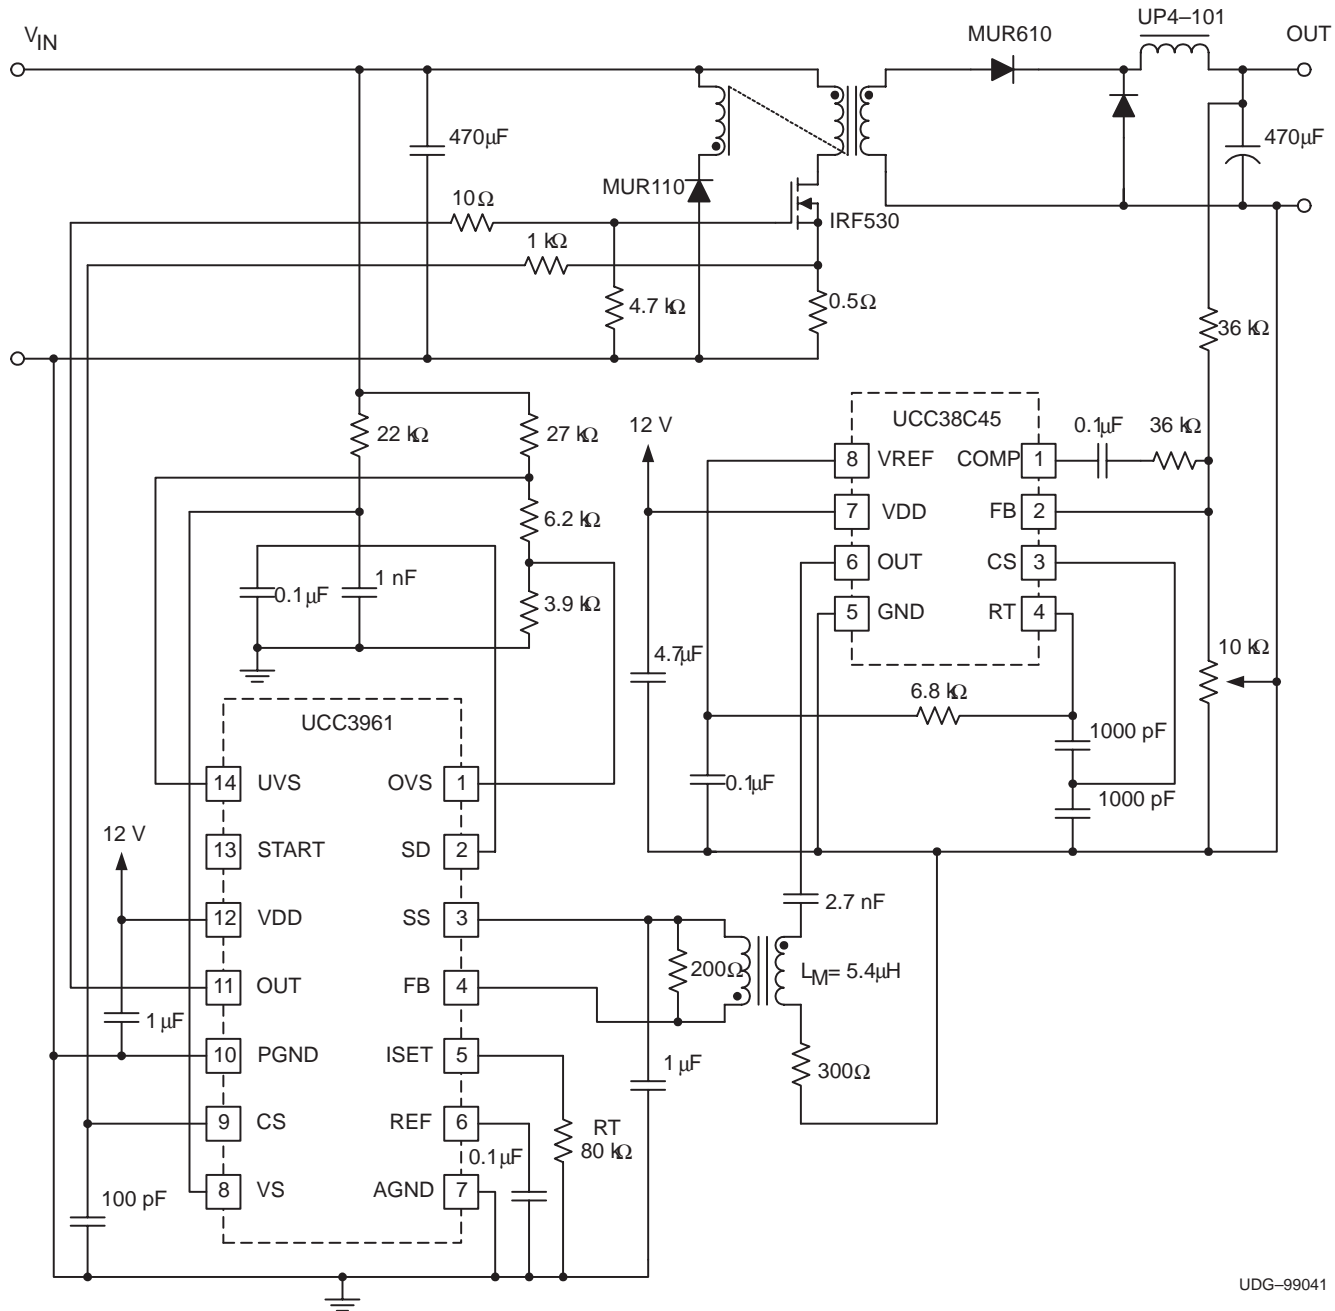 UP4–101
MUR610
OUT
VIN
470µF
470µF
MUR110
10Ω
IRF530
1 kΩ
4.7 kΩ
0.5Ω
36 kΩ
UCC38C45
22 kΩ
27 kΩ
12 V
0.1µF
36 kΩ
8 VREF COMP 1
7 VDD FB 2
6.2 kΩ
6 OUT CS 3
1 nF
0.1µF
3.9 kΩ
5 GND RT 4
4.7µF
10 kΩ
6.8 kΩ
UCC3961
1000 pF
0.1µF
1000 pF
14 UVS OVS 1
12 V
13 START SD 2
2.7 nF
12 VDD SS 3
200Ω
LM= 5.4µH
11 OUT FB 4
1 µF
10 PGND ISET 5
1 µF
300Ω
9 CS REF 6
RT
80 kΩ
0.1µF
100 pF
8 VS AGND 7
UDG–99041